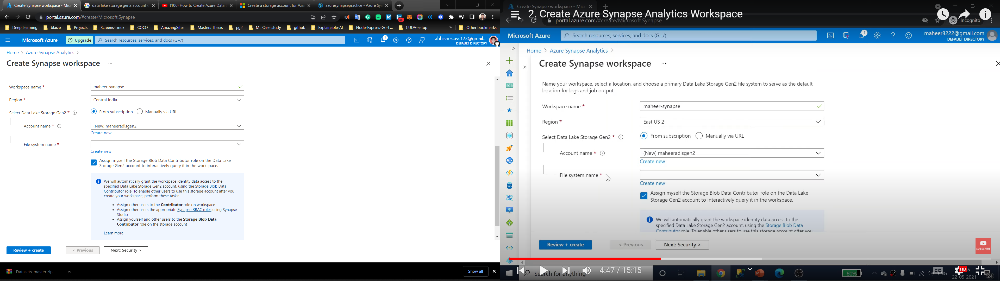 Create Synapse workspace - Mic
data lake storage gen2 account c
(106) How to Create Azure Data
Create a storage account for Azu
azuresynapsepractice - Azure Sy
portal.azure.com/#create/Microsoft.Synapse
Deep Learning
blaize
Projects
Screens-Linux
COCO
AmazingSites
Masters Thesis
pg2
ML Case study
github
Explainable-AI
Node-Express-Go-L...
CUDA-setup
»
Other bookmarks
Microsoft Azure
Upgrade
Search resources, services, and docs (G+/)
1
abhishek.avs123@gmail....
DEFAULT DIRECTORY
Home > Azure Synapse Analytics >
Create Synapse workspace ...
Workspace name *
maheer-synapse
Region *
Central India
Select Data Lake Storage Gen2 *
From subscription
Manually via URL
Account name *
(New) maheeradlsgen2
Create new
File system name *
Create new
Assign myself the Storage Blob Data Contributor role on the Data Lake
Storage Gen2 account to interactively query it in the workspace.
We will automatically grant the workspace identity data access to the
specified Data Lake Storage Gen2 account, using the Storage Blob Data
Contributor role. To enable other users to use this storage account after you
create your workspace, perform these tasks:
• Assign other users to the Contributor role on workspace
• Assign other users the appropriate Synapse RBAC roles using Synapse
Studio
• Assign yourself and other users to the Storage Blob Data
Contributor role on the storage account
Learn more
Review + create
< Previous
Next: Security >
Datasets-master.zip
Show all
Create Synapse workspace - Mic
2. Create Azure Synapse Analytics Workspace
portal.azure.com/#create/Microsoft.Synapse
Incognito
Microsoft Azure
Search resources, services, and docs (G+/)
1
maheer3222@gmail.com
DEFAULT DIRECTORY
Home > Azure Synapse Analytics >
Create Synapse workspace ...
Name your workspace, select a location, and choose a primary Data Lake Storage Gen2 file system to serve as the default
location for logs and job output.
Workspace name *
maheer-synapse
Region *
East US 2
Select Data Lake Storage Gen2 *
From subscription
Manually via URL
Account name *
(New) maheeradlsgen2
Create new
File system name *
Create new
Assign myself the Storage Blob Data Contributor role on the Data Lake
Storage Gen2 account to interactively query it in the workspace.
We will automatically grant the workspace identity data access to the
specified Data Lake Storage Gen2 account, using the Storage Blob Data
Contributor role. To enable other users to use this storage account after you
Review + create
< Previous
Next: Security >
SUBSCRIBE
4:47 / 15:15
Search for anything
80%
CC
HD
22-05-2021
24